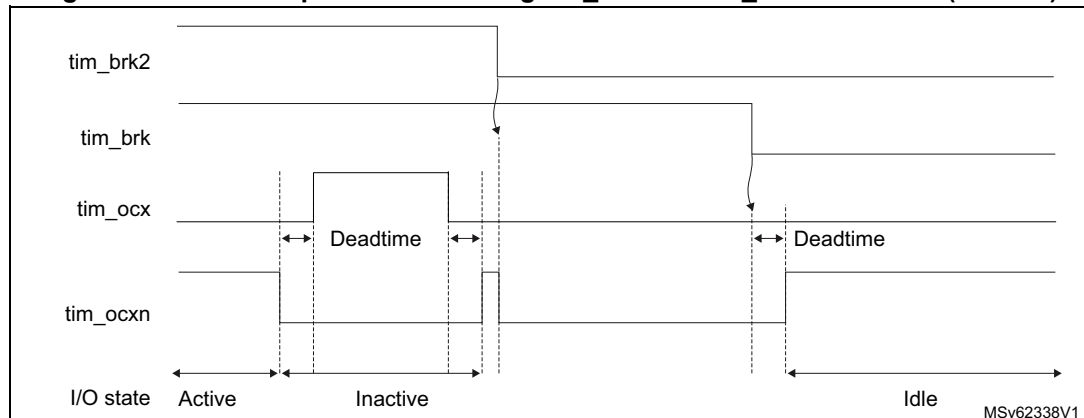 tim_brk2
tim_brk
tim_ocx
Deadtime
Deadtime
tim_ocxn
I/O state Active Inactive Idle
MSv62338V1